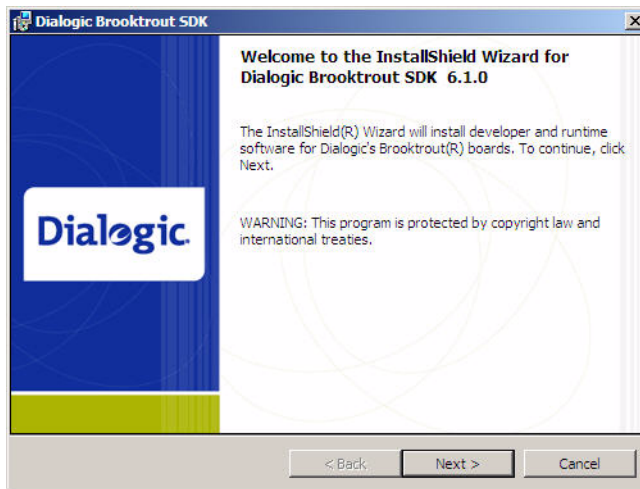 Dialogic Brooktrout SDK
Welcome to the InstallShield Wizard for
Dialogic Brooktrout SDK 6.1.0
The InstallShield(R) Wizard will install developer and runtime
software for Dialogic's Brooktrout(R) boards. To continue, click
Next.
Dialogic.
WARNING: This program is protected by copyright law and
international treaties.
< Back
Next >
Cancel